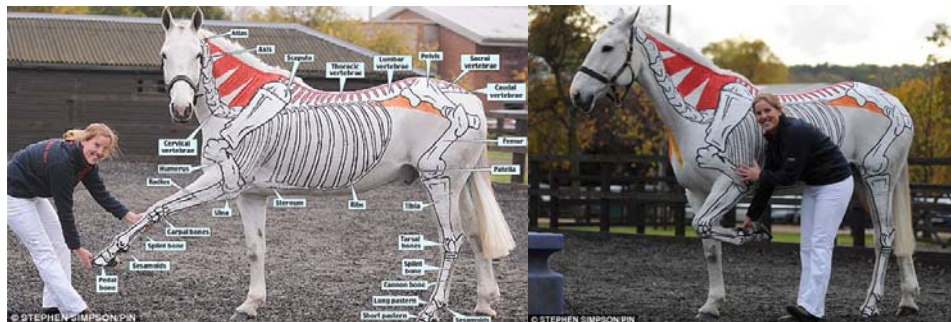 Atlas
Axis
Scapula
Thoracic
vertebrae
Lumbar
vertebrae
Pelvis
Sacral
vertebrae
Caudal
vertebrae
Cervical
vertebrae
Femur
Humerus
Patella
Radius
Ulna
Sternum
Ribs
Tibia
Carpal bones
Splint bone
Sesamoids
Pedal
bone
Tarsal
bones
Splint
bone
Cannon bone
Long pastern
Short pastern
Sesamoids
© STEPHEN SIMPSON/PIN
© STEPHEN SIMPSON/PIN